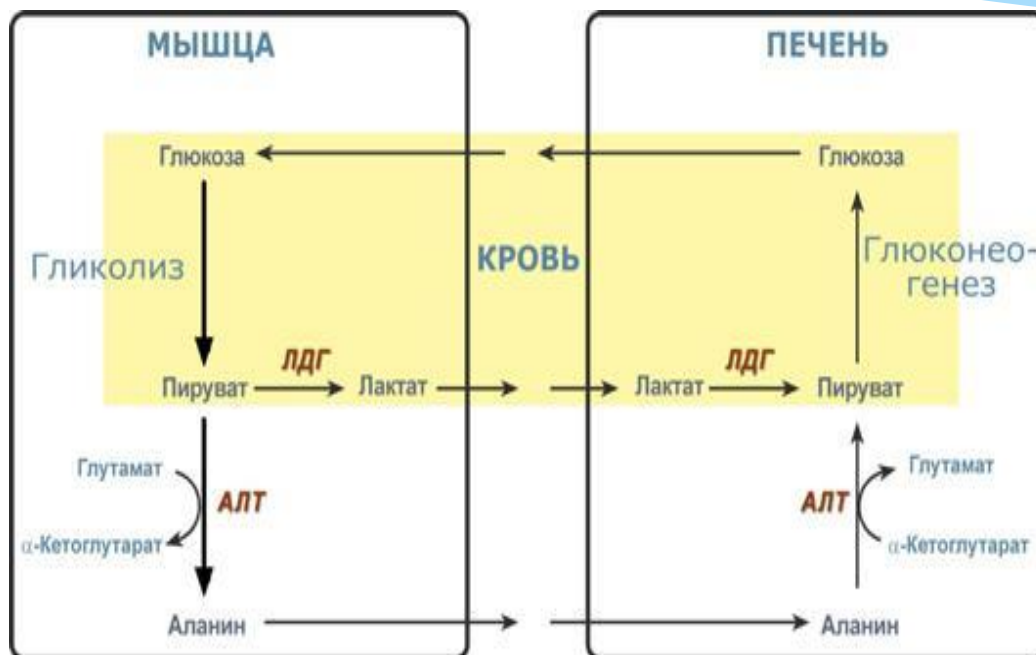 МЫШЦА
ПЕЧЕНЬ
Глюкоза
Глюкоза
Гликолиз
КРОВЬ
Глюконео-
генез
ЛДГ
ЛДГ
Пируват
Лактат
Лактат
Пируват
Глутамат
Глутамат
АЛТ
АЛТ
α-Кетоглутарат
α-Кетоглутарат
Аланин
Аланин